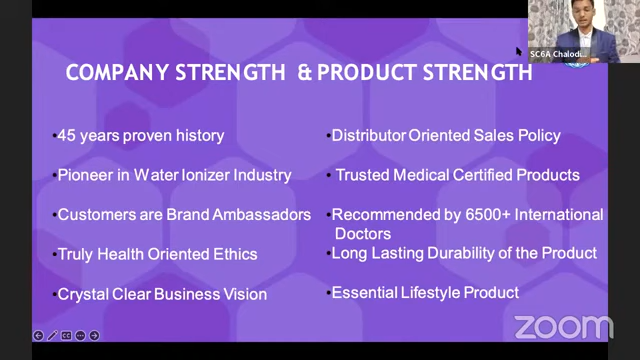 SC6A Chalodi...
COMPANY STRENGTH & PRODUCT STRENGTH
•45 years proven history
•Pioneer in Water Ionizer Industry
•Customers are Brand Ambassadors
•Truly Health Oriented Ethics
•Crystal Clear Business Vision
•Distributor Oriented Sales Policy
• Trusted Medical Certified Products
•Recommended by 6500+ International
Doctors
•Long Lasting Durability of the Product
•Essential Lifestyle Product
zoom